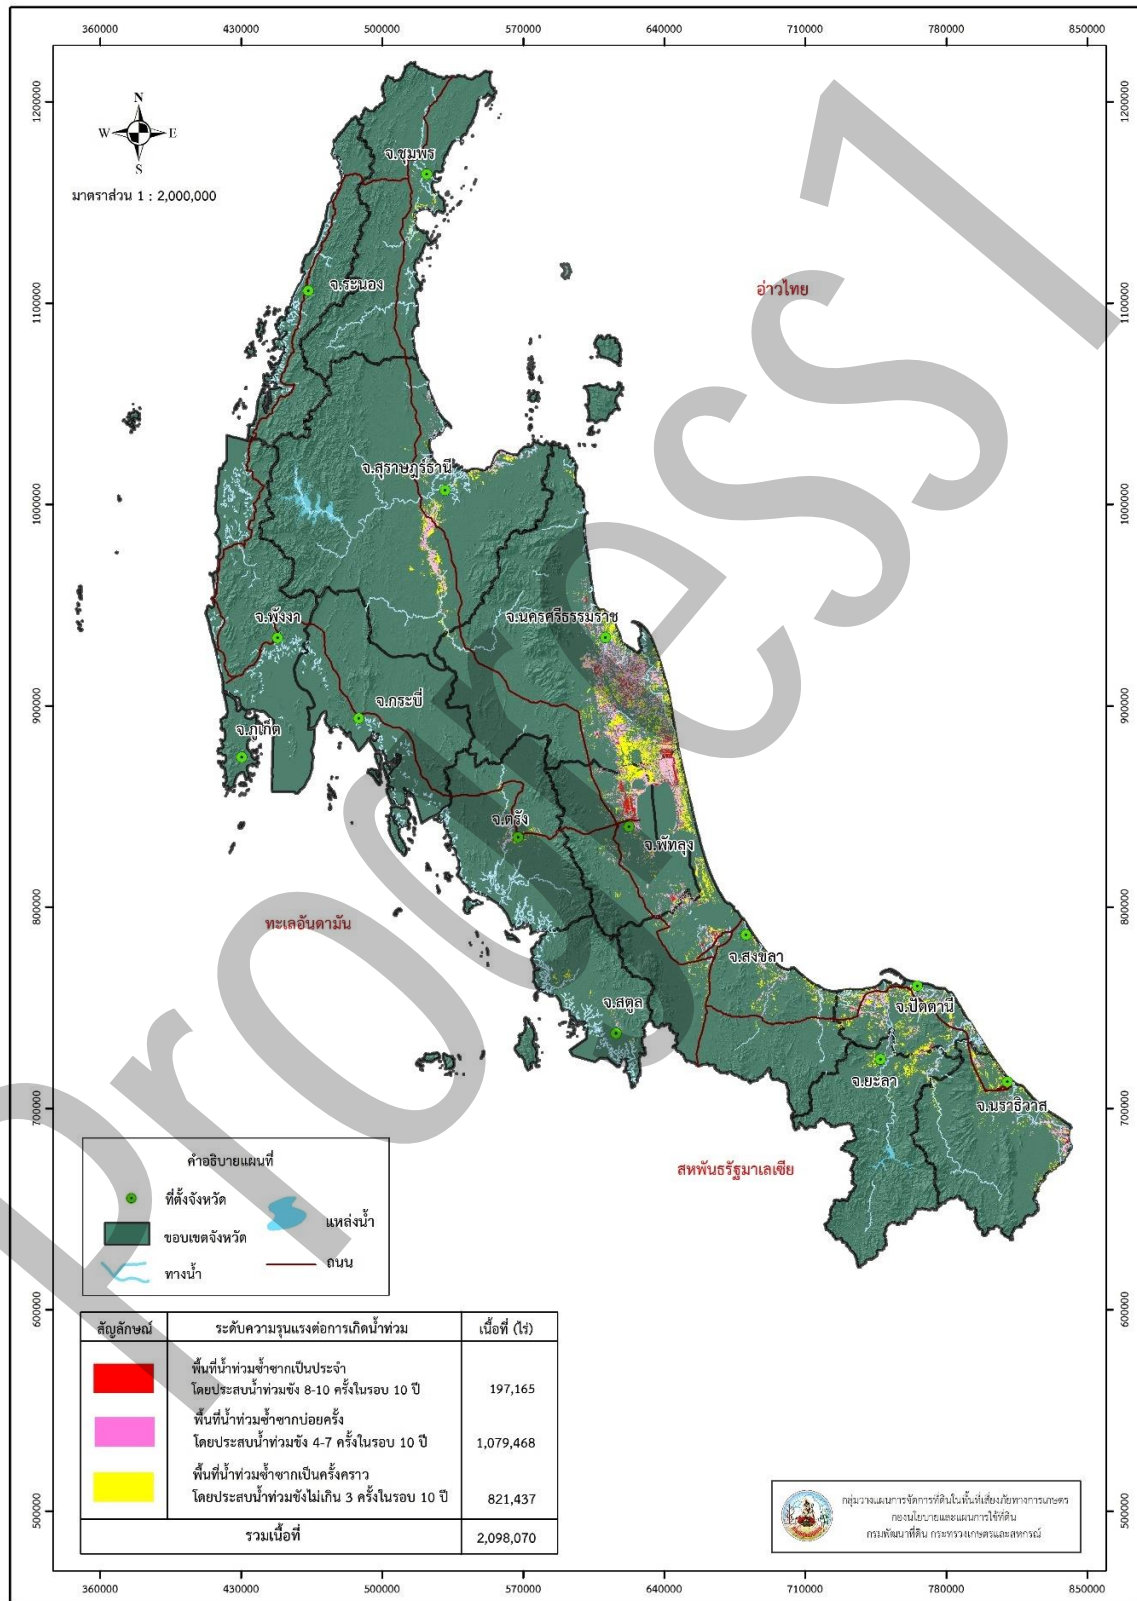 360000 430000 500000 570000 640000 710000 780000 850000
1200000
1100000
1000000
900000
800000
700000
600000
500000
1200000
1100000
1000000
900000
800000
700000
600000
500000
N
W E
S
มาตราส่วน 1 : 2,000,000
จ.ชุมพร
จ.ระนอง
อ่าวไทย
จ.สุราษฎร์ธานี
จ.พังงา
จ.นครศรีธรรมราช
จ.กระบี่
จ.ภูเก็ต
จ.ตรัง
จ.พัทลุง
ทะเลอันดามัน
จ.สงขลา
จ.สตูล
จ.ปัตตานี
จ.ยะลา
จ.นราธิวาส
สหพันธรัฐมาเลเซีย
Process1
คำอธิบายแผนที่
ที่ตั้งจังหวัด
ขอบเขตจังหวัด
ทางน้ำ
แหล่งน้ำ
ถนน
สัญลักษณ์ ระดับความรุนแรงต่อการเกิดน้ำท่วม เนื้อที่ (ไร่)
พื้นที่น้ำท่วมซ้ำซากเป็นประจำ
โดยประสบน้ำท่วมขัง 8-10 ครั้งในรอบ 10 ปี 197,165
พื้นที่น้ำท่วมซ้ำซากบ่อยครั้ง
โดยประสบน้ำท่วมขัง 4-7 ครั้งในรอบ 10 ปี 1,079,468
พื้นที่น้ำท่วมซ้ำซากเป็นครั้งคราว
โดยประสบน้ำท่วมขังไม่เกิน 3 ครั้งในรอบ 10 ปี 821,437
รวมเนื้อที่ 2,098,070
กลุ่มวางแผนการจัดการที่ดินในพื้นที่เสี่ยงภัยทางการเกษตร
กองนโยบายและแผนการใช้ที่ดิน
กรมพัฒนาที่ดิน กระทรวงเกษตรและสหกรณ์
360000 430000 500000 570000 640000 710000 780000 850000